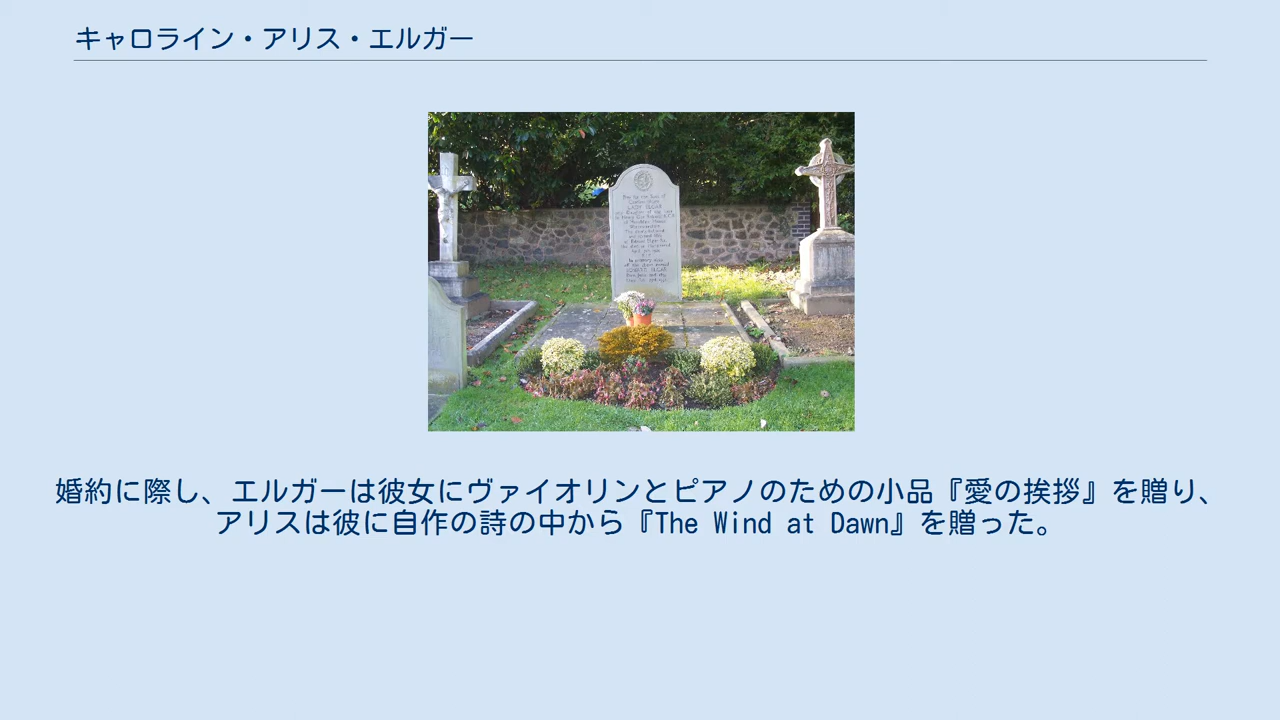 キャロライン・アリス・エルガー
LADY ELGAR
婚約に際し、エルガーは彼女にヴァイオリンとピアノのための小品『愛の挨拶』を贈り、
アリスは彼に自作の詩の中から『The Wind at Dawn』を贈った。